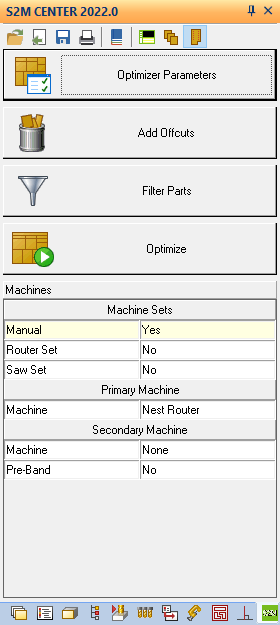 S2M CENTER 2022.0
Optimizer Parameters
Add Offcuts
Filter Parts
Optimize
Machines
Machine Sets
Manual Yes
Router Set No
Saw Set No
Primary Machine
Machine Nest Router
Secondary Machine
Machine None
Pre-Band No